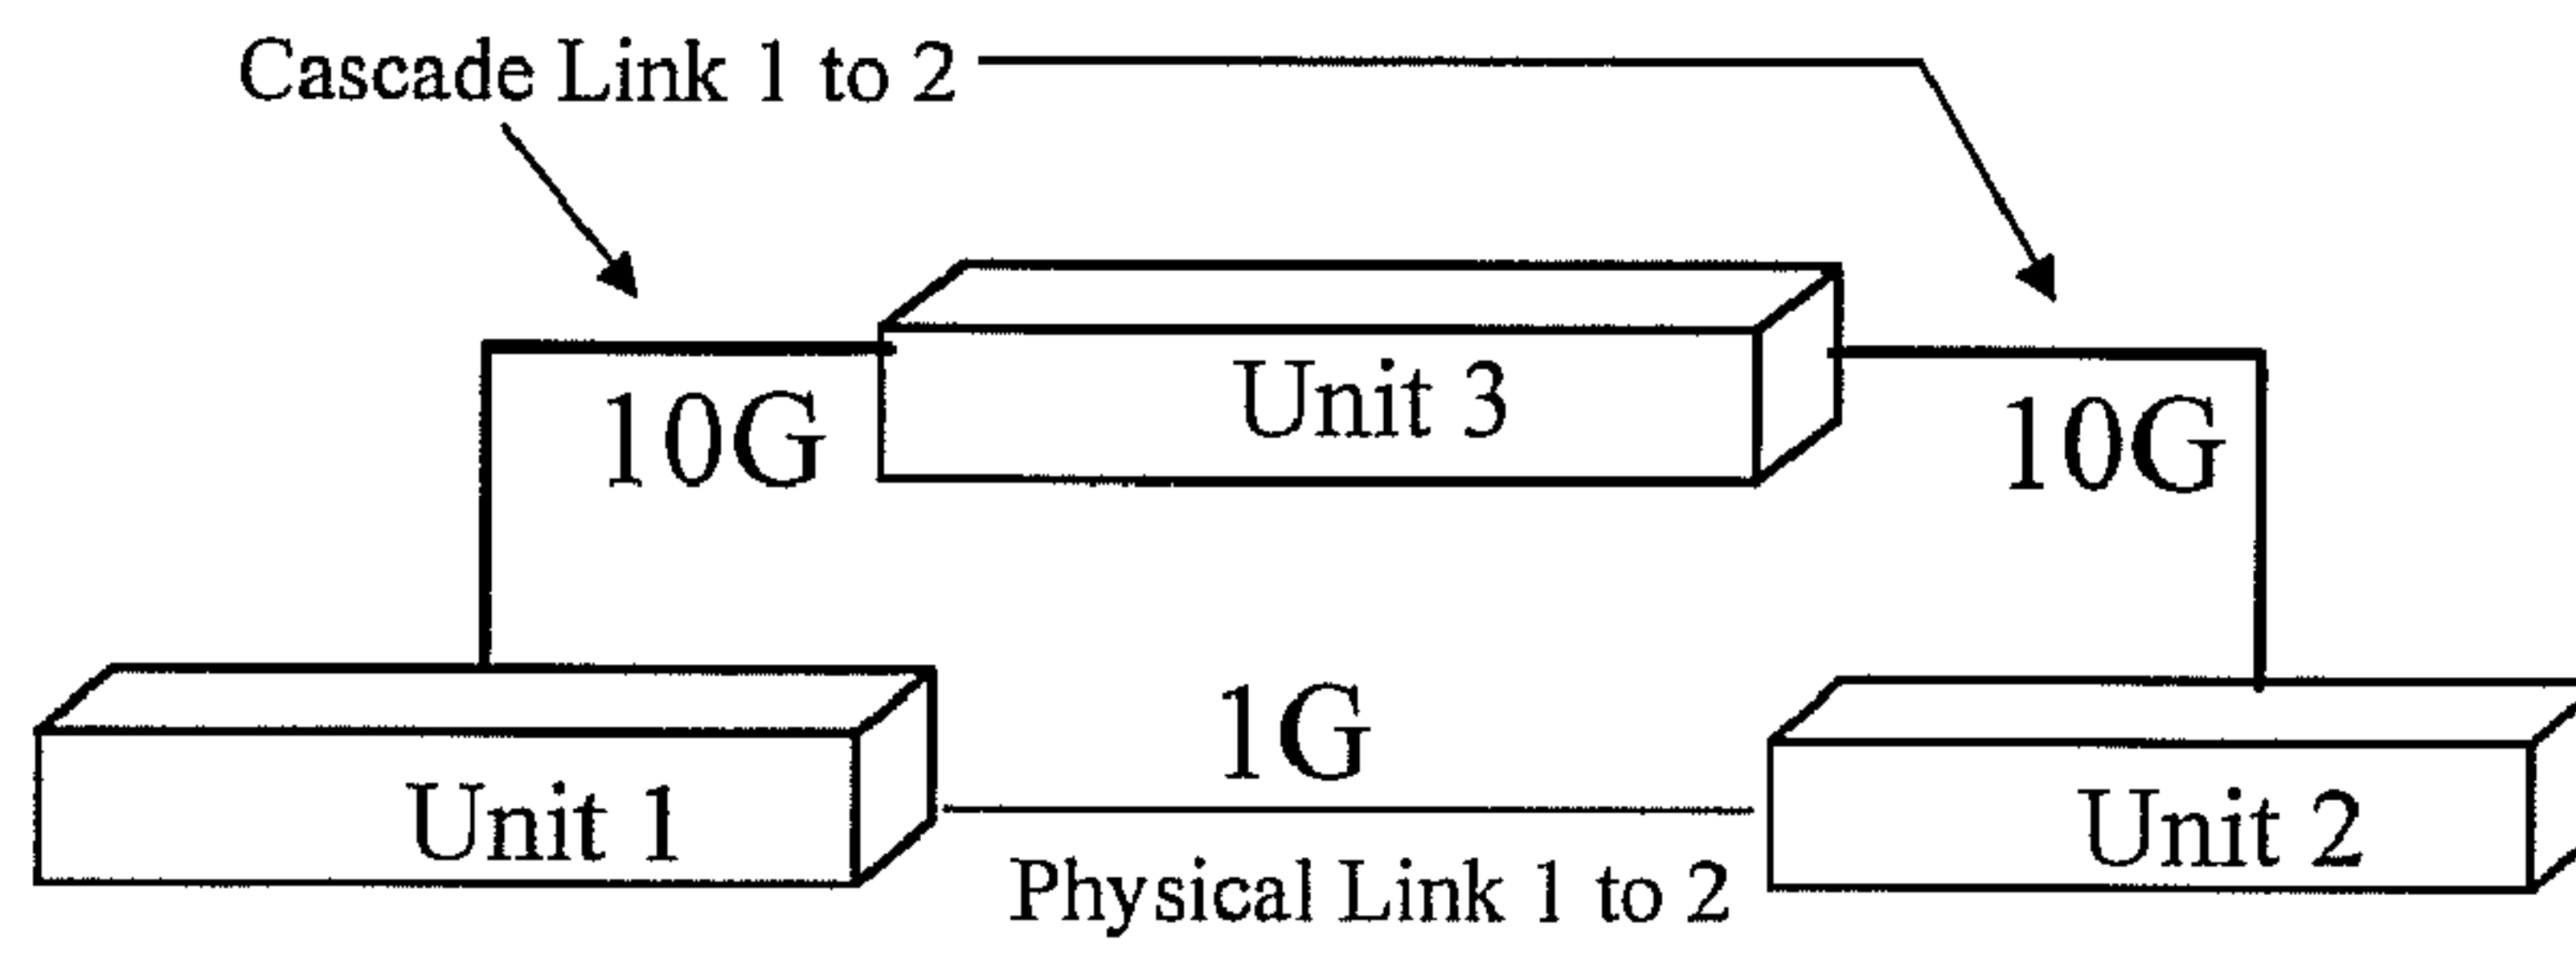 Cascade Link 1 to 2
Unit 3
10G
10G
1G
Unit 1
Unit 2
Physical Link 1 to 2